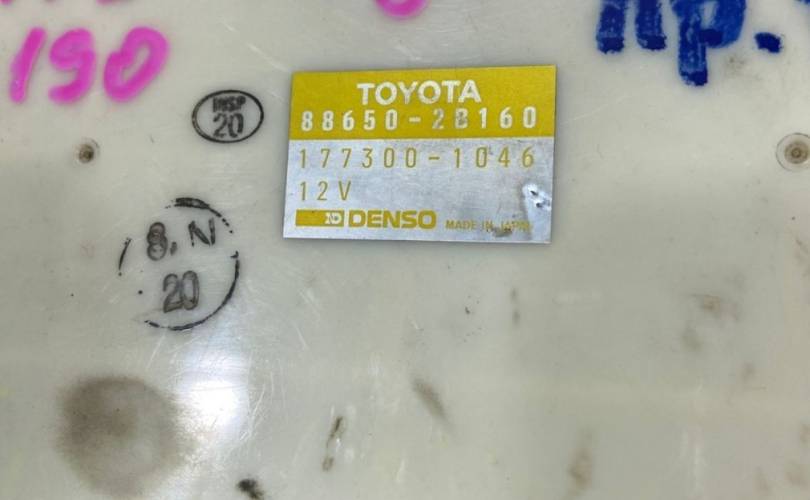 190
INSP
20
TOYOTA
88650-2B160
177300-1046
12V
DENSO MADE IN JAPAN
8. N
20